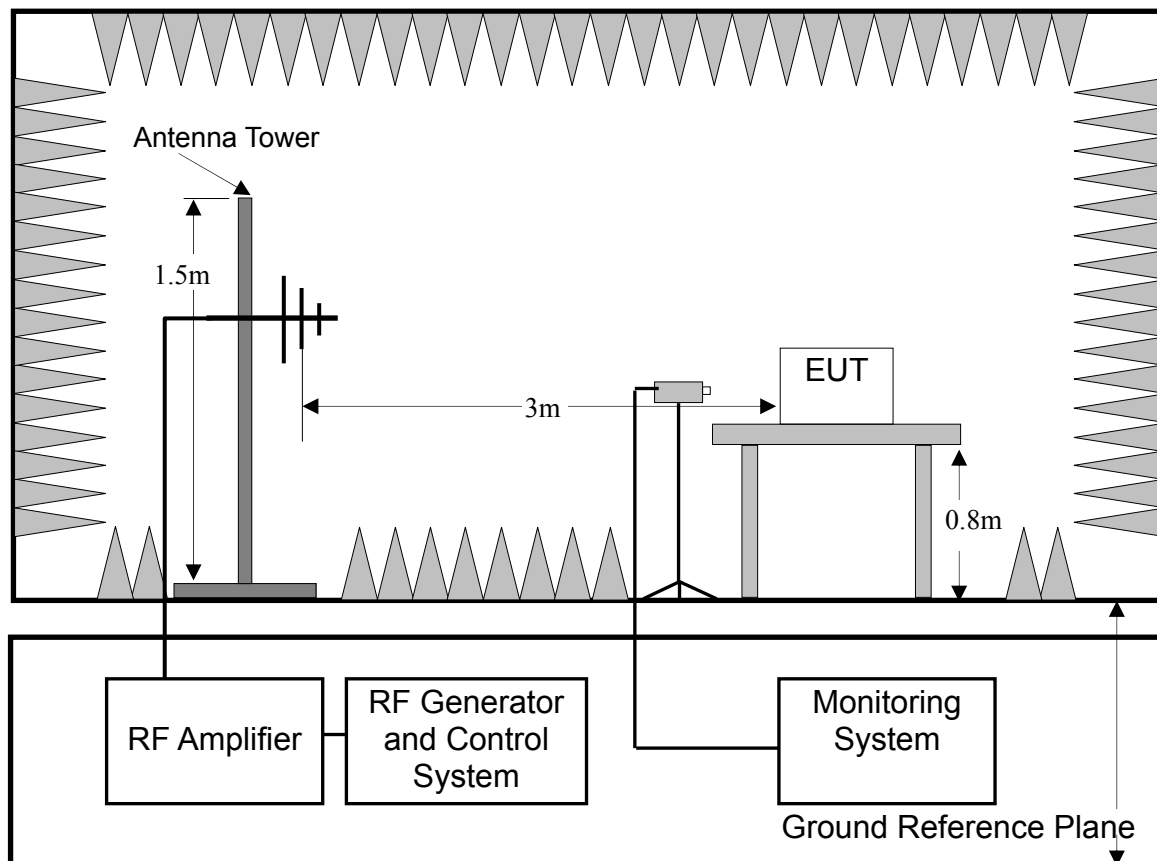 Antenna Tower
1.5m
EUT
3m
0.8m
RF Amplifier
RF Generator
and Control
System
Monitoring
System
Ground Reference Plane